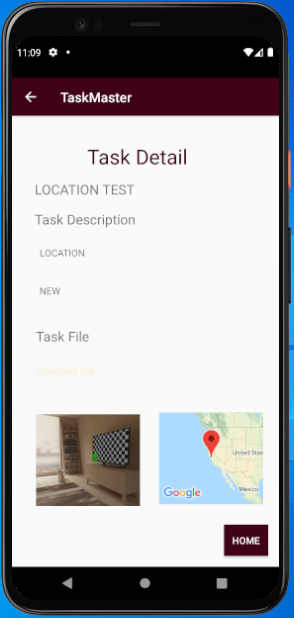 11:09
TaskMaster
Task Detail
LOCATION TEST
Task Description
LOCATION
NEW
Task File
download File
United Stat
Mexico
Google
HOME